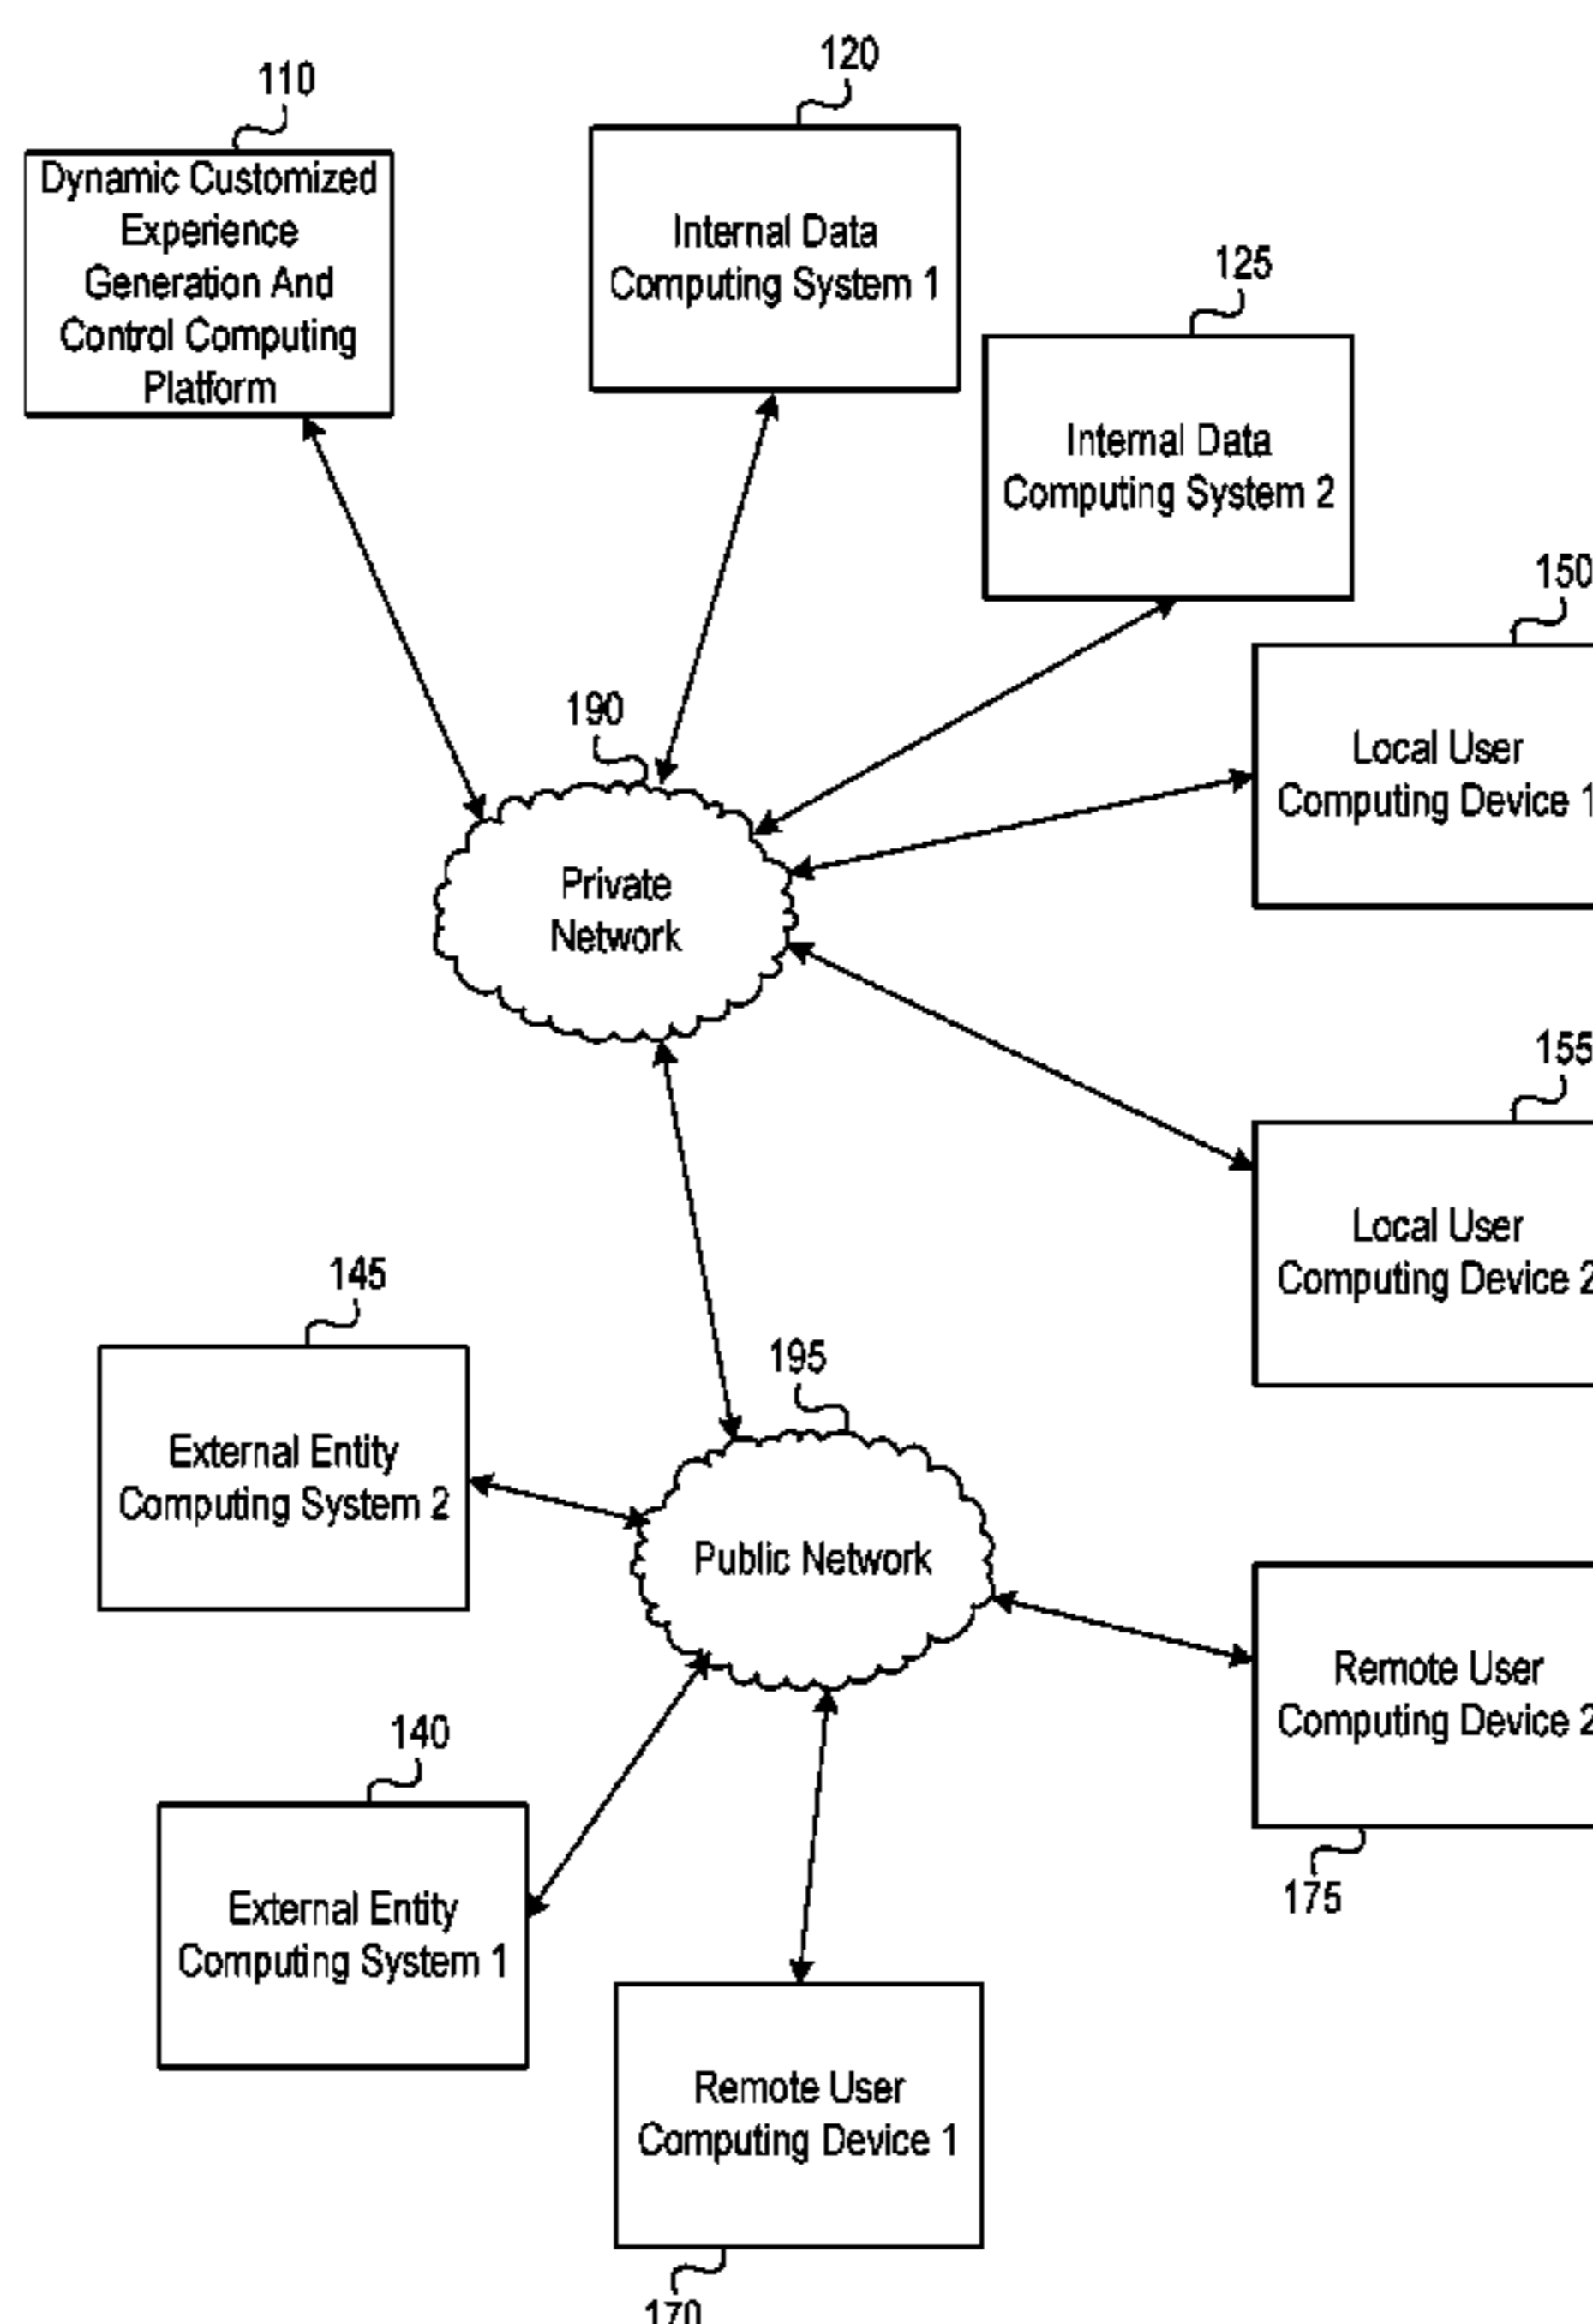 110
Dynamic Customized
Experience
Generation And
Control Computing
Platform
120
Internal Data
Computing System 1
125
Internal Data
Computing System 2
150
Local User
Computing Device 1
190
Private
Network
155
Local User
Computing Device 2
145
External Entity
Computing System 2
195
Public Network
Remote User
Computing Device 2
175
140
External Entity
Computing System 1
Remote User
Computing Device 1
170